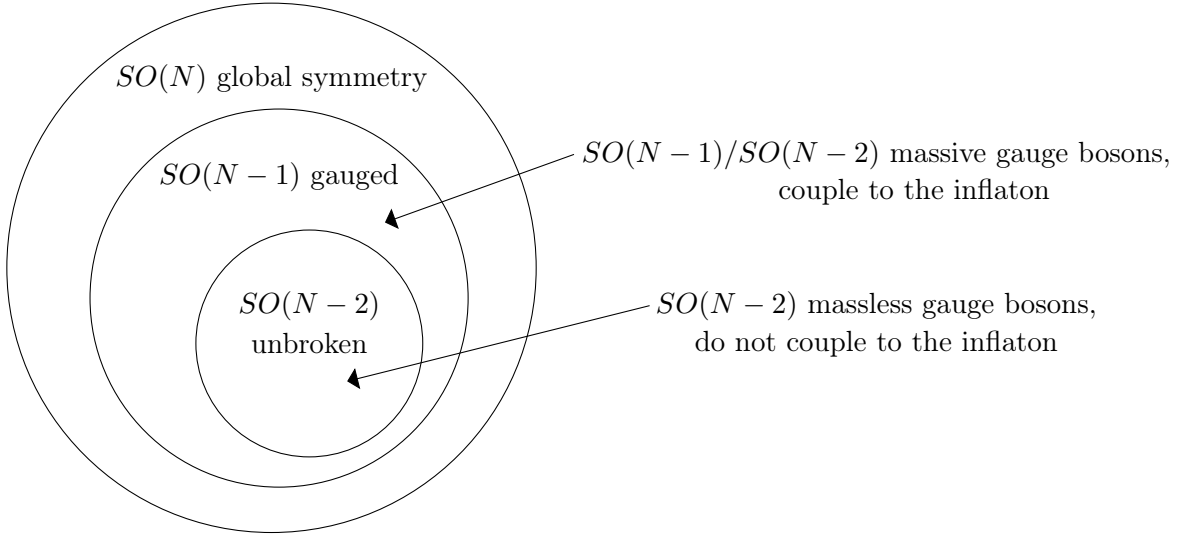 SO(N) global symmetry
SO(N − 1) gauged
SO(N − 2)
unbroken
SO(N − 1)/SO(N − 2) massive gauge bosons,
couple to the inflaton
SO(N − 2) massless gauge bosons,
do not couple to the inflaton